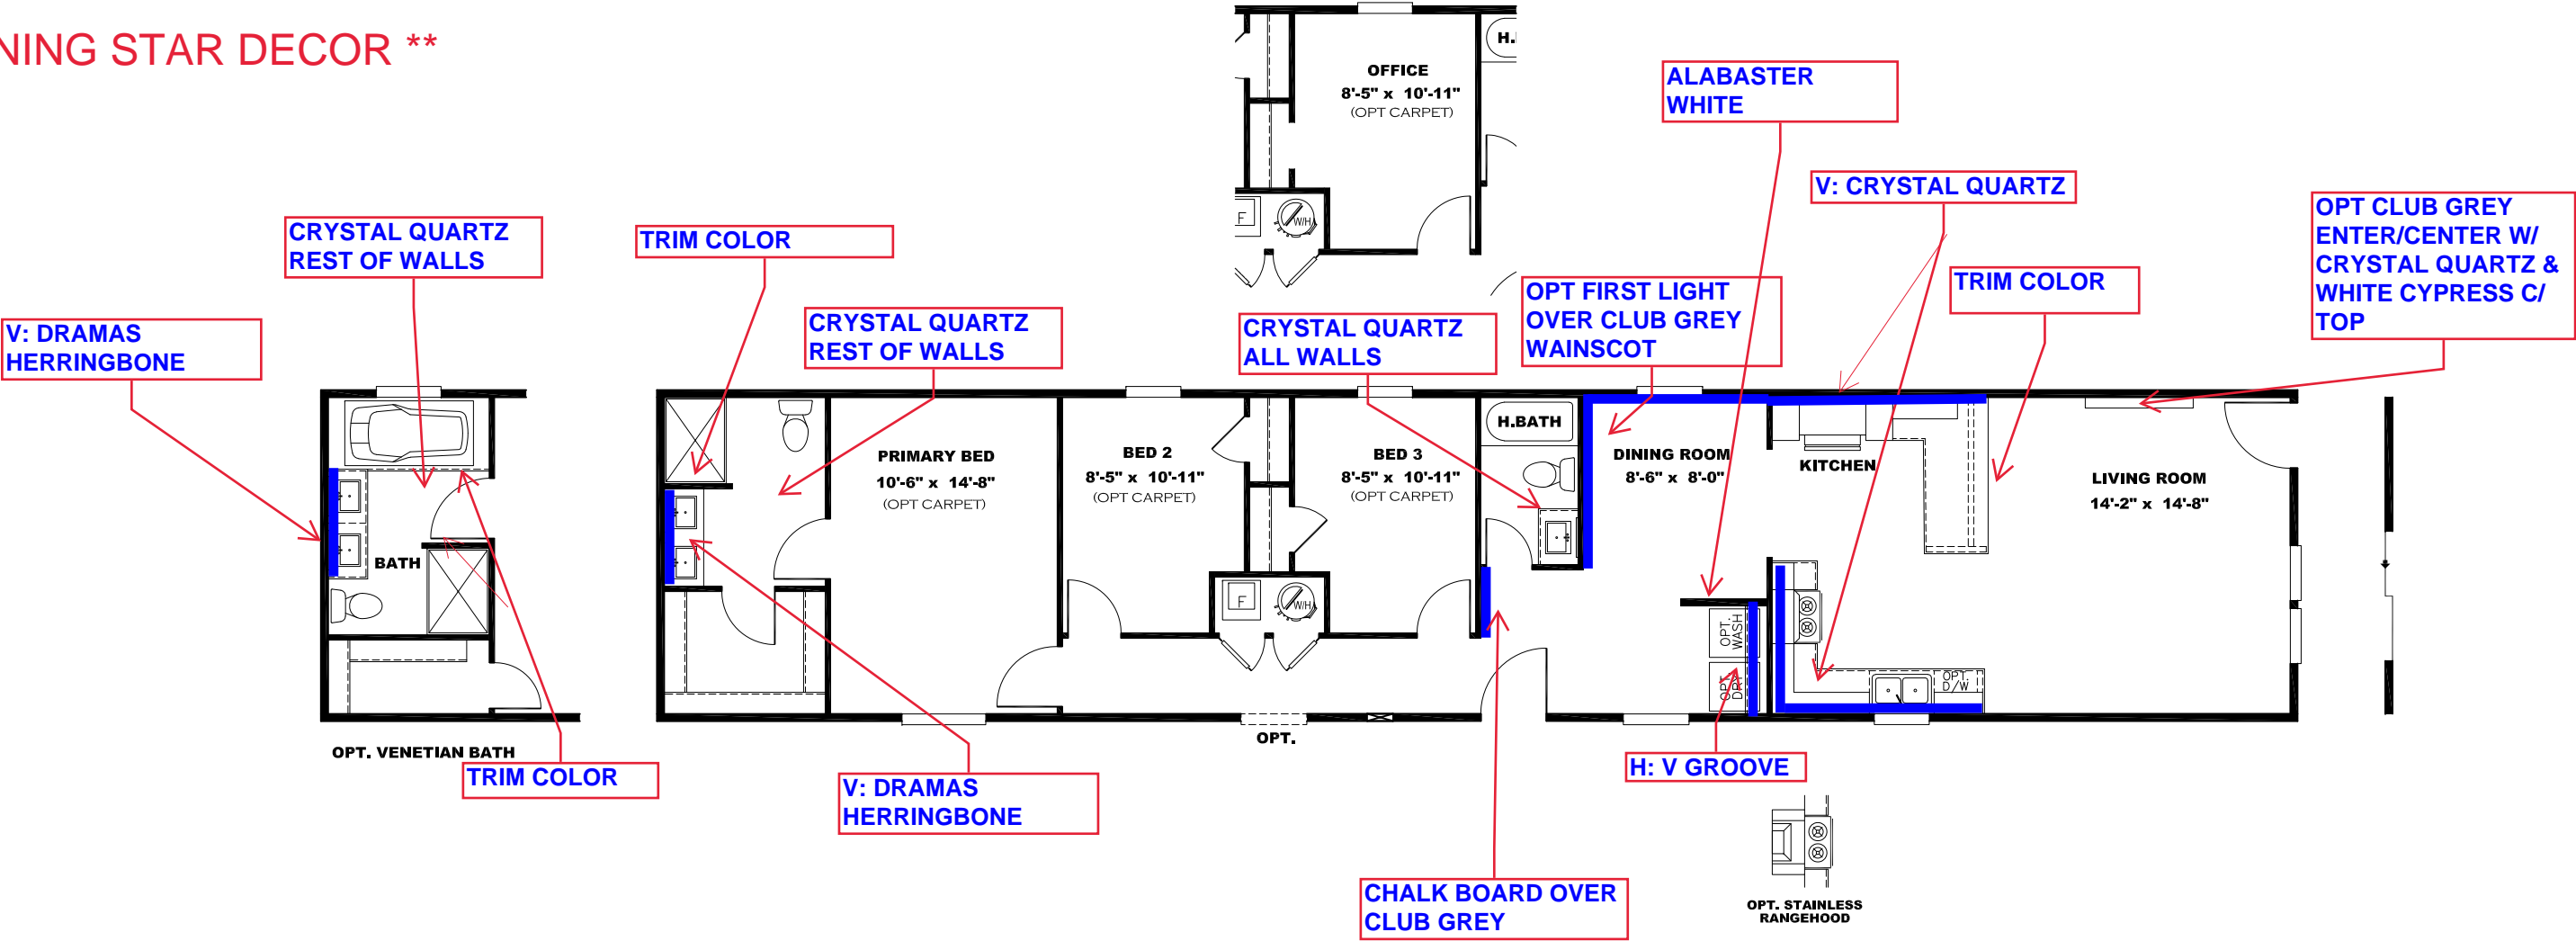 NING STAR DECOR **
OFFICE
8'-5" x 10'-11"
(OPT CARPET)
F
W/H
ALABASTER
WHITE
V: CRYSTAL QUARTZ
OPT CLUB GREY
ENTER/CENTER W/
CRYSTAL QUARTZ &
WHITE CYPRESS C/
TOP
CRYSTAL QUARTZ
REST OF WALLS
TRIM COLOR
TRIM COLOR
OPT FIRST LIGHT
OVER CLUB GREY
WAINSCOT
CRYSTAL QUARTZ
REST OF WALLS
CRYSTAL QUARTZ
ALL WALLS
V: DRAMAS
HERRINGBONE
BATH
PRIMARY BED
10'-6" x 14'-8"
(OPT CARPET)
BED 2
8'-5" x 10'-11"
(OPT CARPET)
BED 3
8'-5" x 10'-11"
(OPT CARPET)
H.BATH
DINING ROOM
8'-6" x 8'-0"
KITCHEN
LIVING ROOM
14'-2" x 14'-8"
F
W/H
OPT.
WASH
OPT.
D/W
OPT. VENETIAN BATH
OPT.
TRIM COLOR
V: DRAMAS
HERRINGBONE
H: V GROOVE
CHALK BOARD OVER
CLUB GREY
OPT. STAINLESS
RANGEHOOD